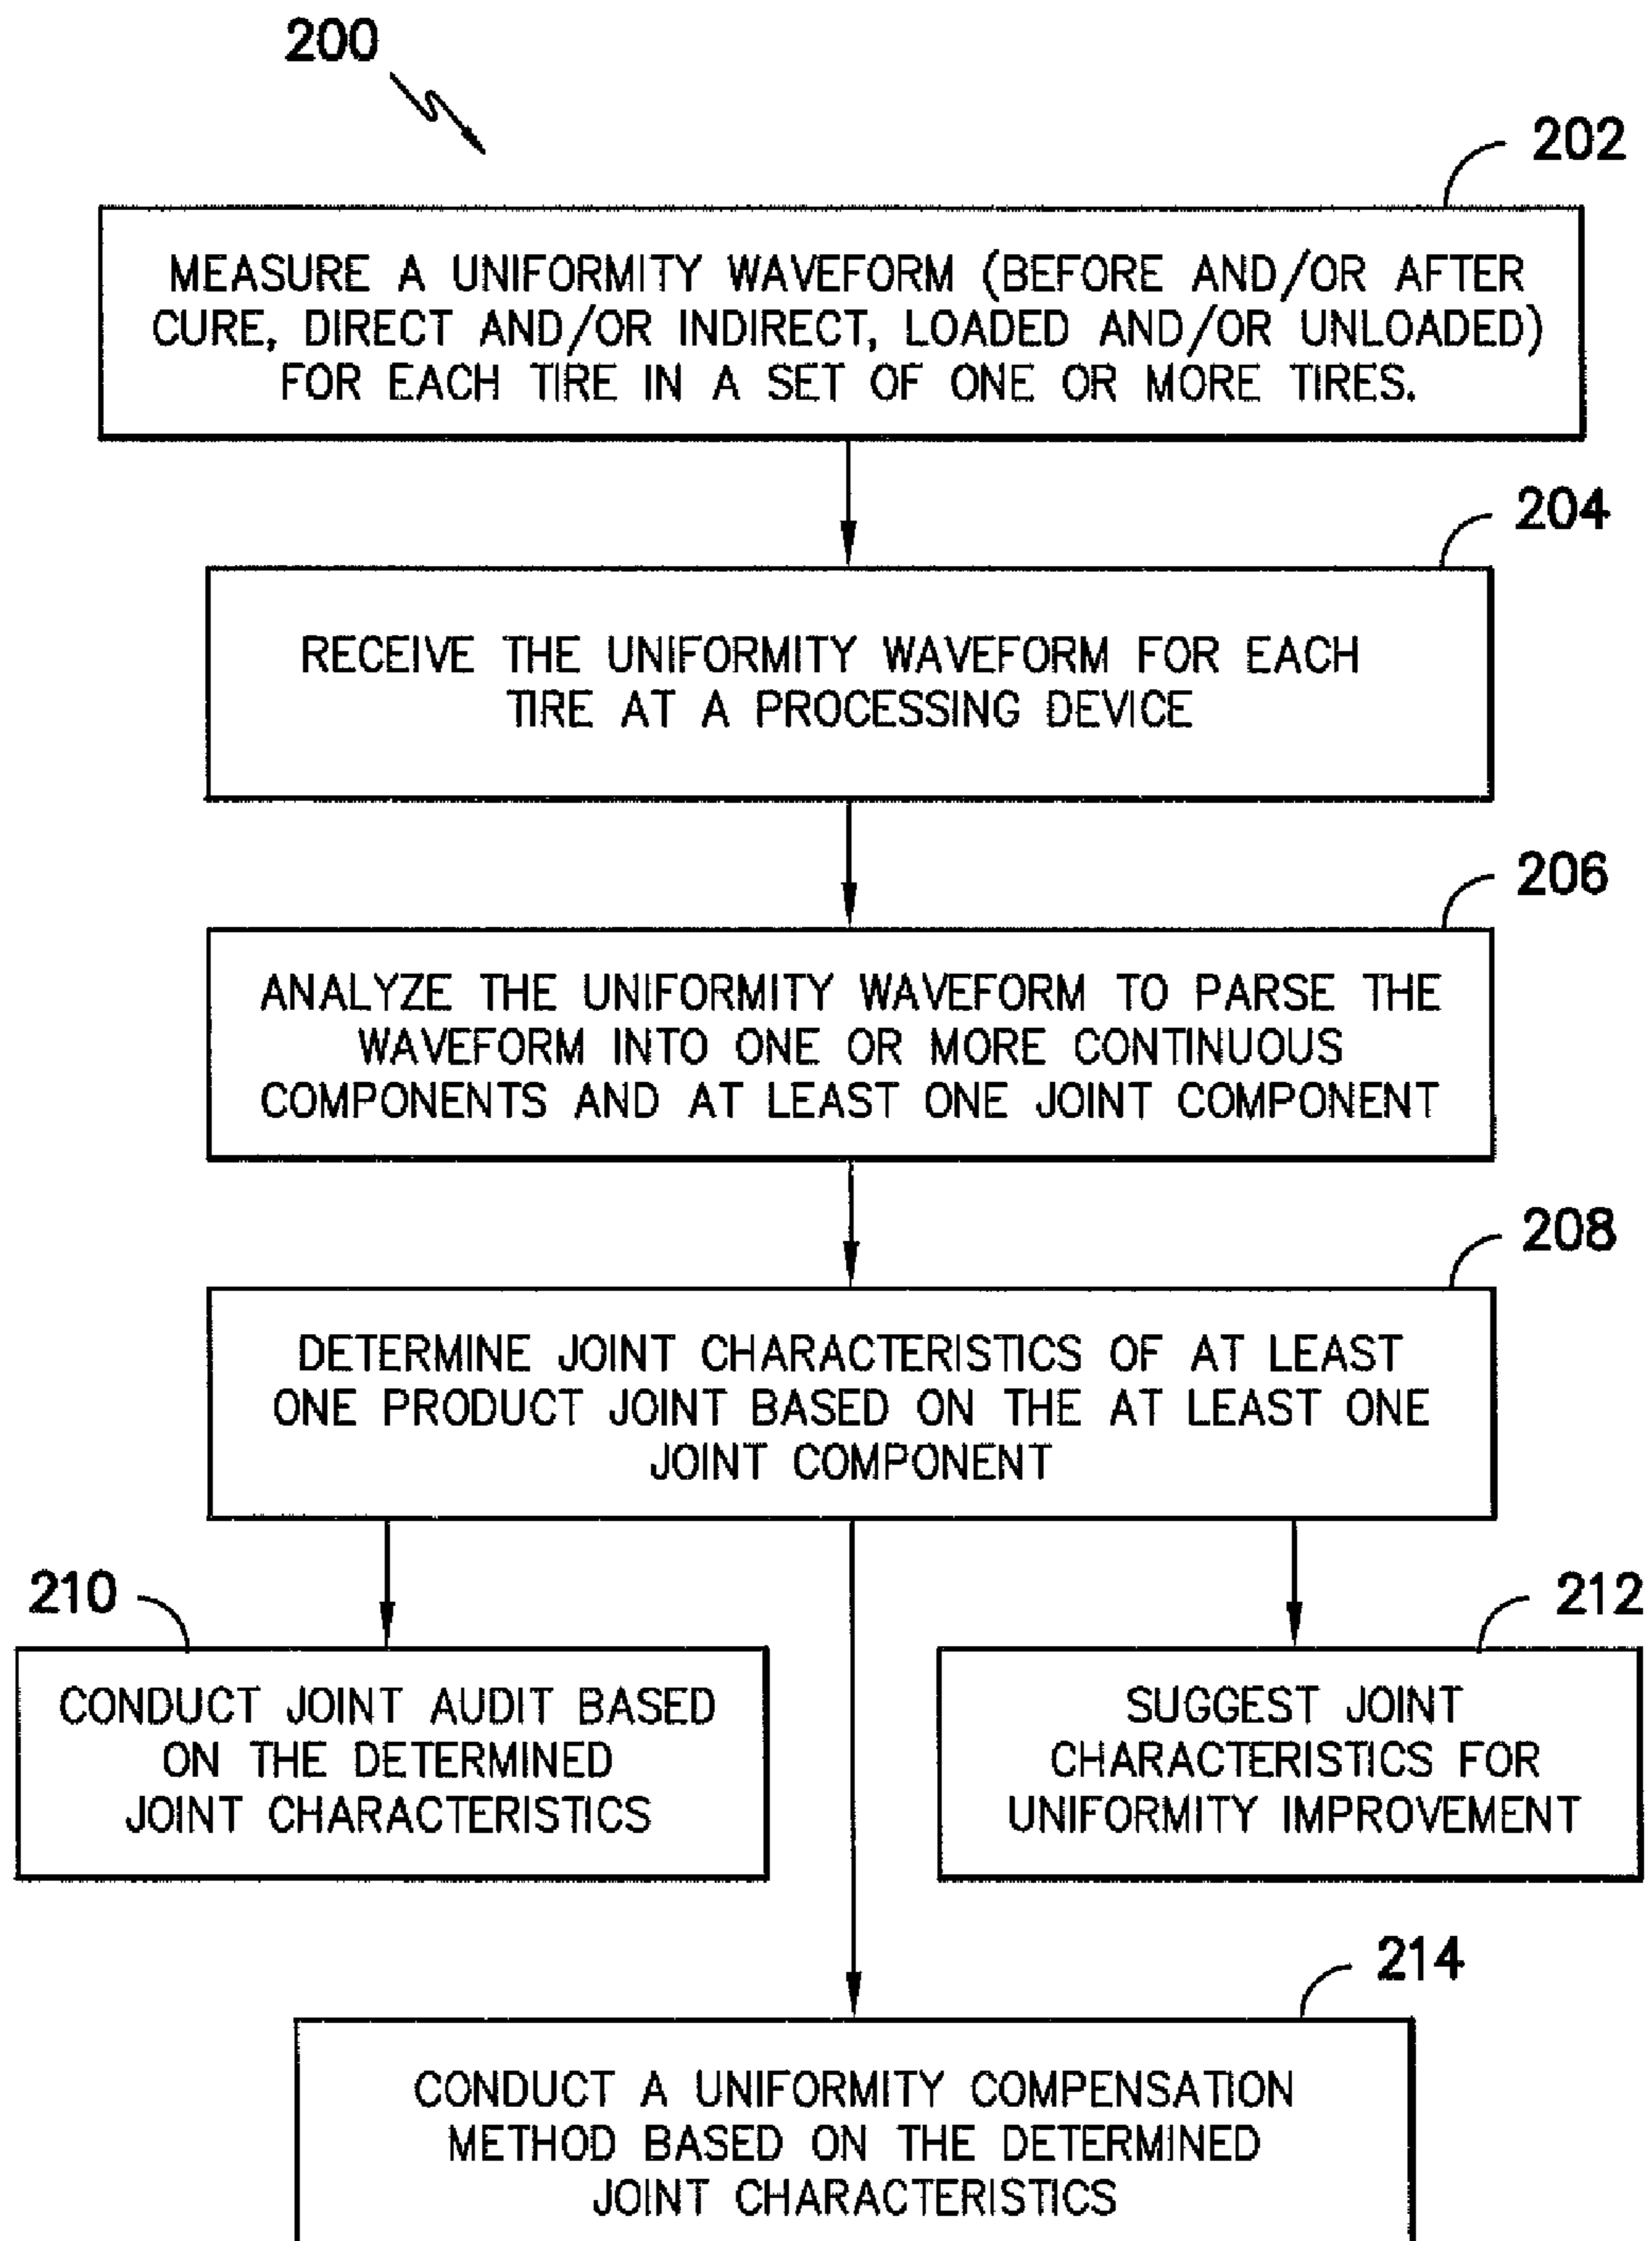 200
202
MEASURE A UNIFORMITY WAVEFORM (BEFORE AND/OR AFTER
CURE, DIRECT AND/OR INDIRECT, LOADED AND/OR UNLOADED)
FOR EACH TIRE IN A SET OF ONE OR MORE TIRES.
204
RECEIVE THE UNIFORMITY WAVEFORM FOR EACH
TIRE AT A PROCESSING DEVICE
206
ANALYZE THE UNIFORMITY WAVEFORM TO PARSE THE
WAVEFORM INTO ONE OR MORE CONTINUOUS
COMPONENTS AND AT LEAST ONE JOINT COMPONENT
208
DETERMINE JOINT CHARACTERISTICS OF AT LEAST
ONE PRODUCT JOINT BASED ON THE AT LEAST ONE
JOINT COMPONENT
210
CONDUCT JOINT AUDIT BASED
ON THE DETERMINED
JOINT CHARACTERISTICS
212
SUGGEST JOINT
CHARACTERISTICS FOR
UNIFORMITY IMPROVEMENT
214
CONDUCT A UNIFORMITY COMPENSATION
METHOD BASED ON THE DETERMINED
JOINT CHARACTERISTICS